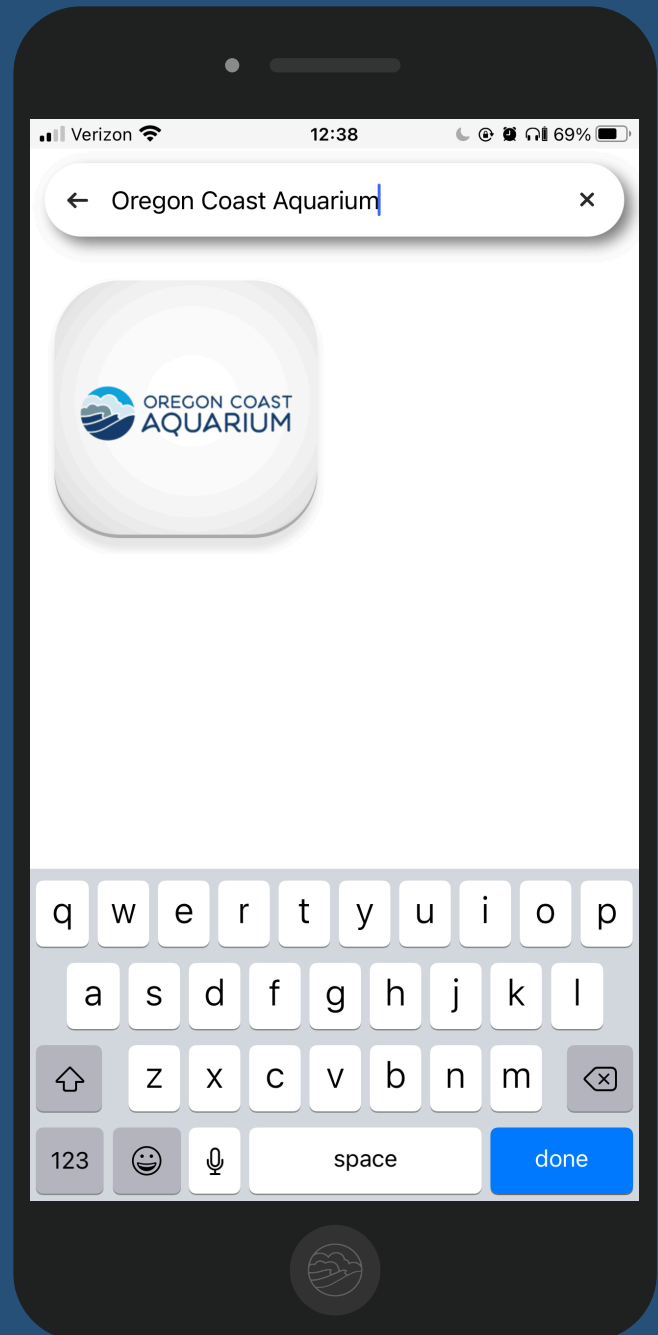 Verizon 12:38 69%
Oregon Coast Aquarium
OREGON COAST
AQUARIUM
q w e r t y u i o p
a s d f g h j k l
z x c v b n m
123 space done